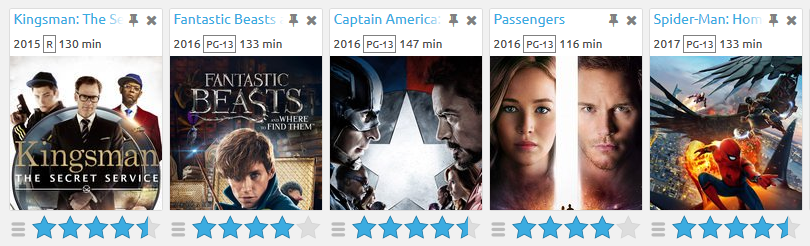 Kingsman: The Se
2015 R 130 min
Kingsman
THE SECRET SERVICE
Fantastic Beasts
2016 PG-13 133 min
FANTASTIC
BEASTS
AND WHERE
TO FIND THEM
Captain America:
2016 PG-13 147 min
Passengers
2016 PG-13 116 min
Spider-Man: Hom
2017 PG-13 133 min